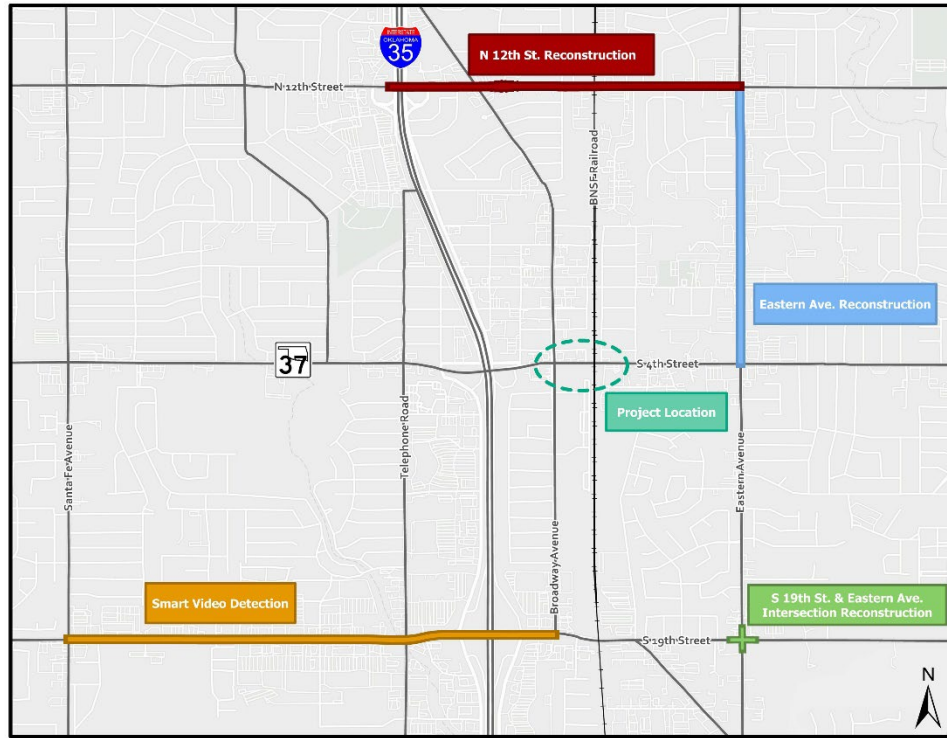 INTERSTATE
OKLAHOMA
35
N 12th St. Reconstruction
N 12th Street
BNSF Railroad
Eastern Ave. Reconstruction
37
S 4th Street
Project Location
Santa Fe Avenue
Telephone Road
Eastern Avenue
Broadway Avenue
Smart Video Detection
S 19th St. & Eastern Ave.
Intersection Reconstruction
S 19th Street
N